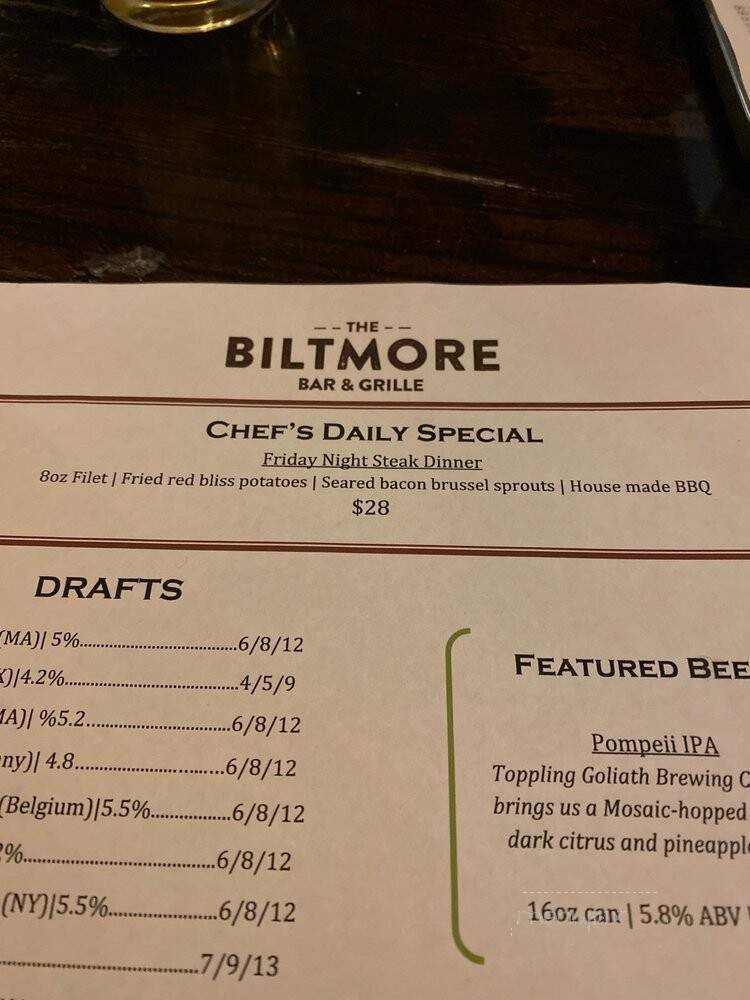 -- THE --
BILTMORE
BAR & GRILLE
CHEF'S DAILY SPECIAL
Friday Night Steak Dinner
8oz Filet | Fried red bliss potatoes | Seared bacon brussel sprouts | House made BBQ
$28
DRAFTS
(MA)| 5%.....................................6/8/12
)|4.2%.........................................4/5/9
MA)| %5.2..................................6/8/12
ny)| 4.8...................................6/8/12
(Belgium)|5.5%...................6/8/12
%.............................................6/8/12
(NY)|5.5%.........................6/8/12
...............................................7/9/13
FEATURED BEE
Pompeii IPA
Toppling Goliath Brewing C
brings us a Mosaic-hopped
dark citrus and pineapple
16oz can | 5.8% ABV